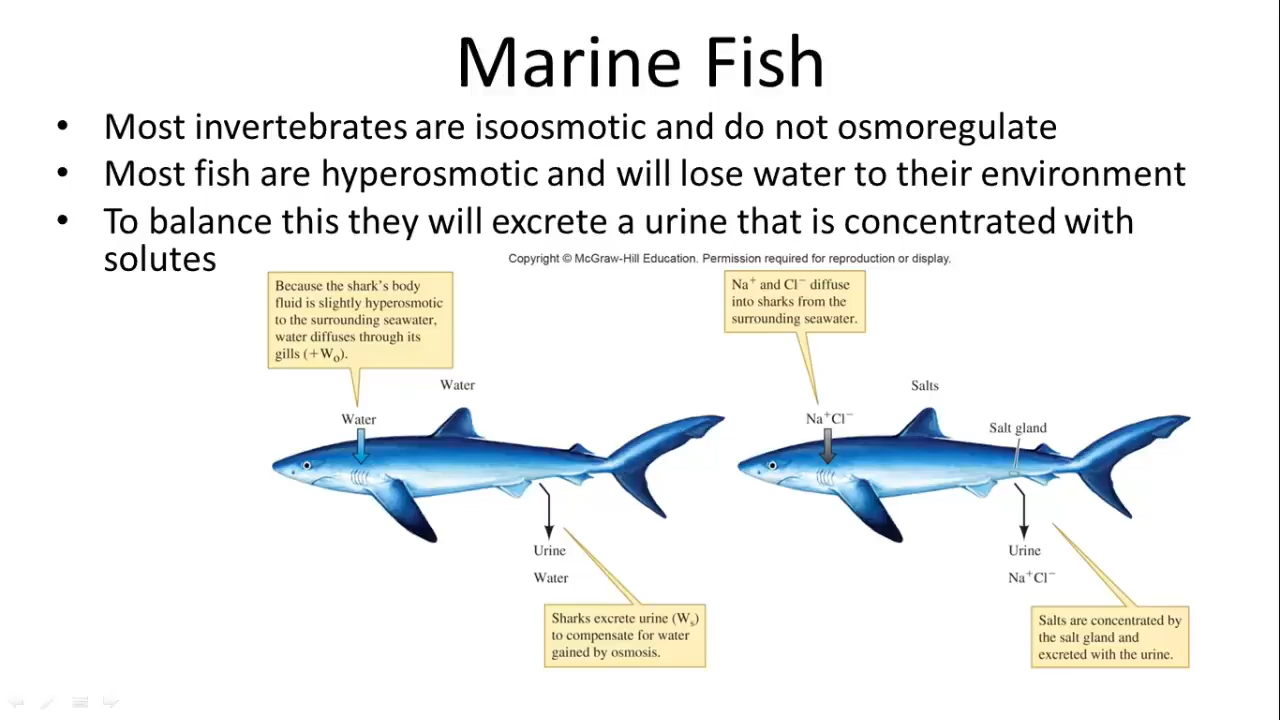 Marine Fish
• Most invertebrates are isoosmotic and do not osmoregulate
• Most fish are hyperosmotic and will lose water to their environment
• To balance this they will excrete a urine that is concentrated with
solutes
Copyright © McGraw-Hill Education. Permission required for reproduction or display.
Because the shark's body
fluid is slightly hyperosmotic
to the surrounding seawater,
water diffuses through its
gills (+Wo).
Water
Water
Urine
Water
Sharks excrete urine (Ws)
to compensate for water
gained by osmosis.
Na⁺ and Cl⁻ diffuse
into sharks from the
surrounding seawater.
Salts
Na⁺Cl⁻
Salt gland
Urine
Na⁺Cl⁻
Salts are concentrated by
the salt gland and
excreted with the urine.